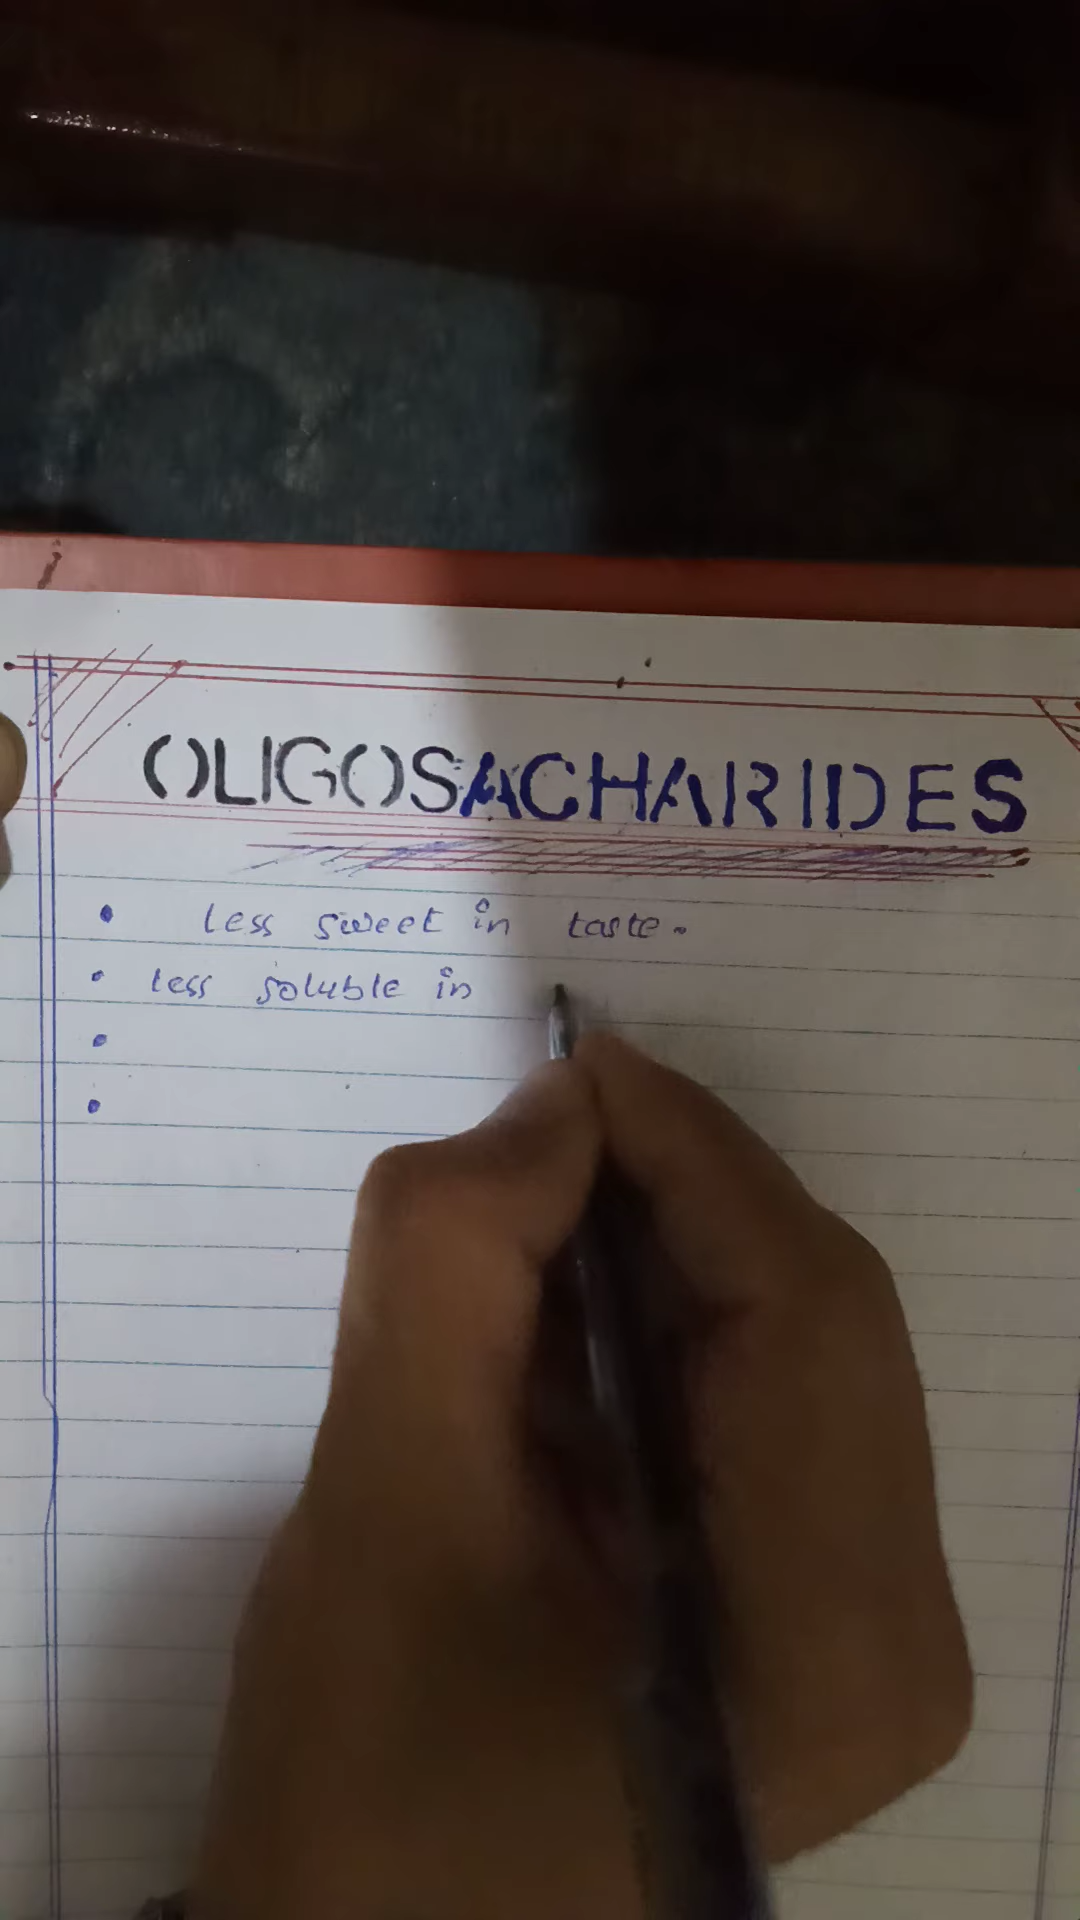 OLIGOSACHARIDES
• Less sweet in taste.
• less soluble in
•
•